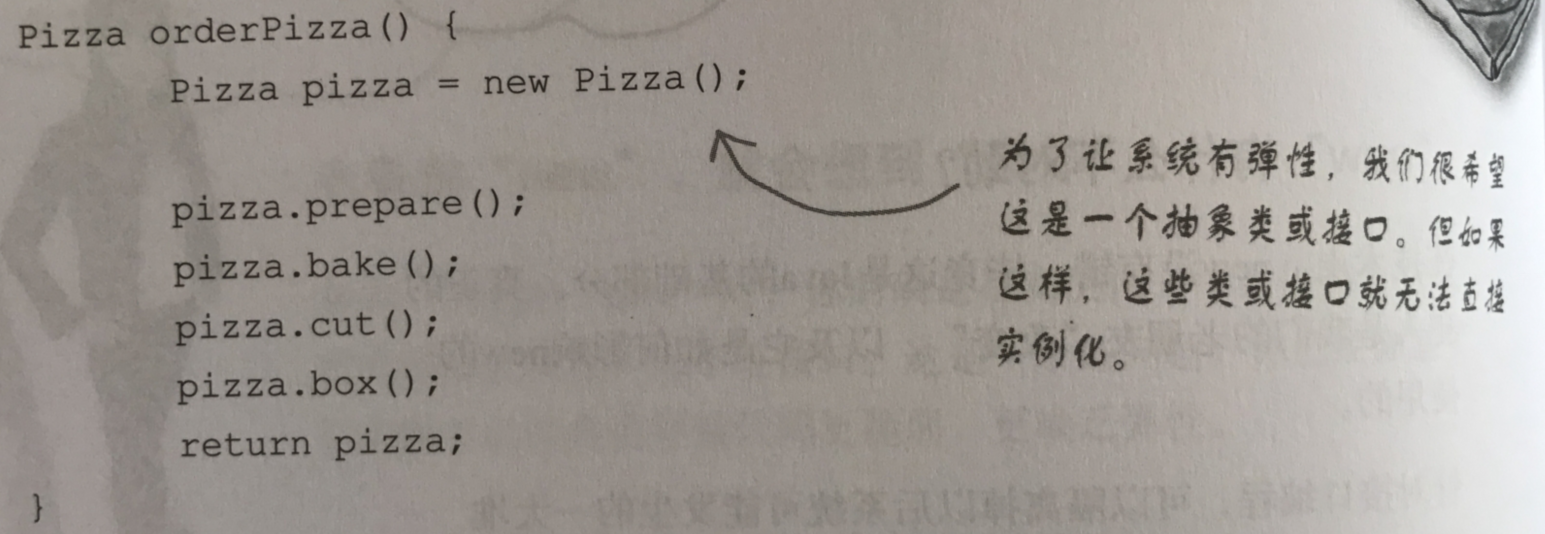 Pizza orderPizza() {
Pizza pizza = new Pizza();
为了让系统有弹性，我们很希望
这是一个抽象类或接口。但如果
这样，这些类或接口就无法直接
实例化。
pizza.prepare();
pizza.bake();
pizza.cut();
pizza.box();
return pizza;
}